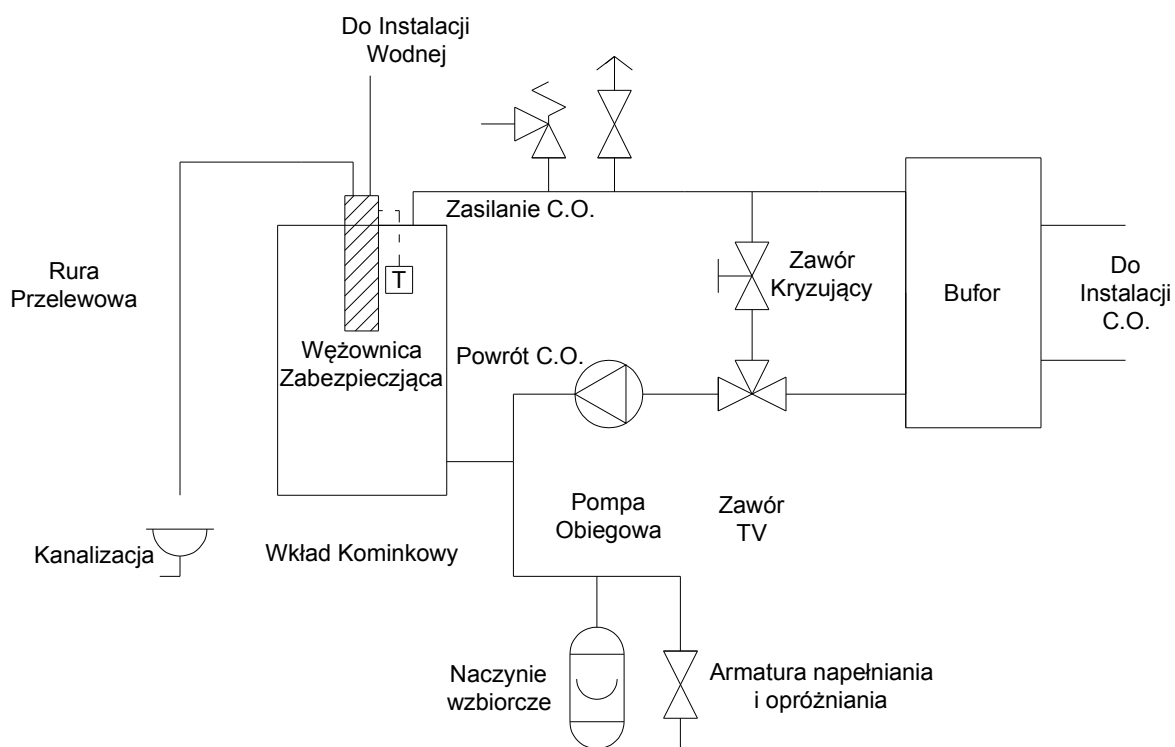 Do Instalacji
Wodnej
Zasilanie C.O.
Rura
Przelewowa
T
Zawór
Kryzujący
Bufor
Do
Instalacji
C.O.
Wężownica
Zabezpieczjąca
Powrót C.O.
Kanalizacja
Wkład Kominkowy
Pompa
Obiegowa
Zawór
TV
Naczynie
wzbiorcze
Armatura napełniania
i opróżniania